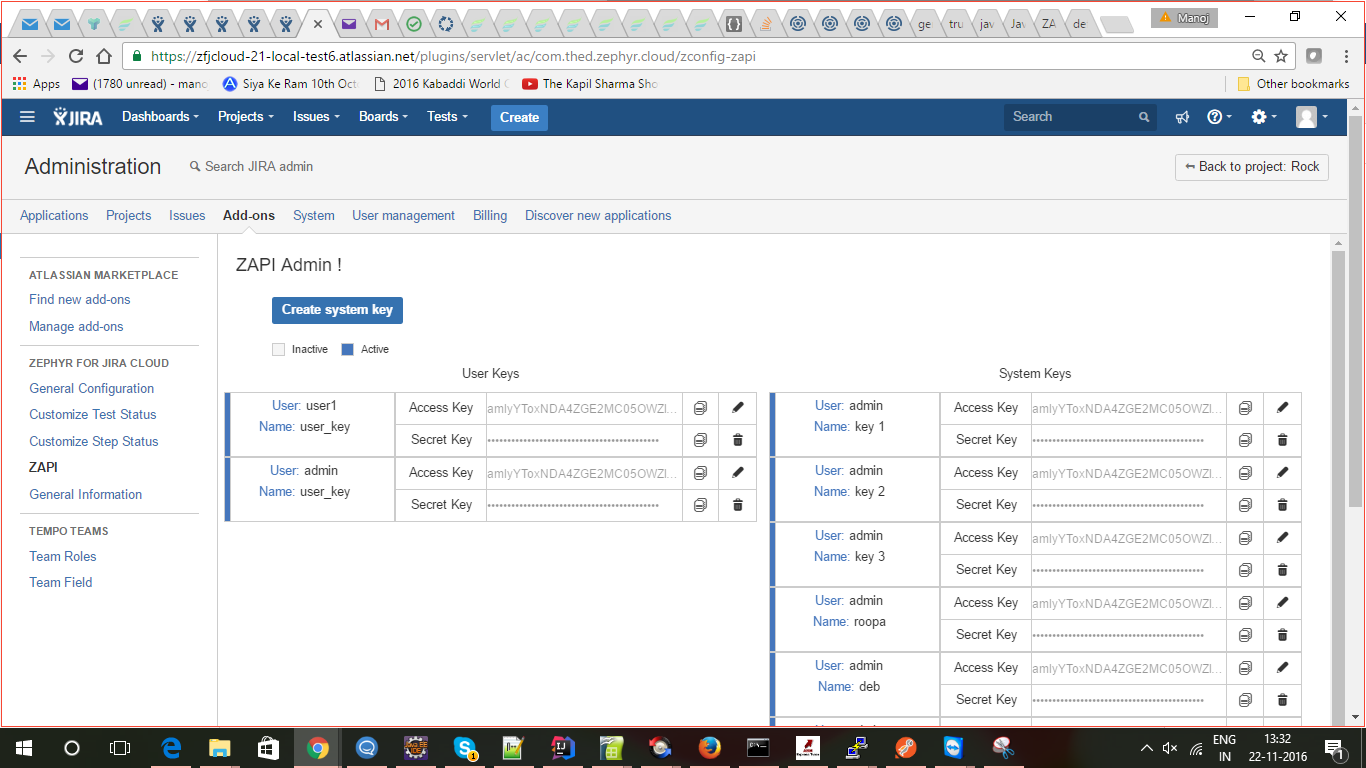 ge
tru
jav
Jav
ZA
de
Manoj
https://zfjcloud-21-local-test6.atlassian.net/plugins/servlet/ac/com.thed.zephyr.cloud/zconfig-zapi
Apps
(1780 unread) - mano
Siya Ke Ram 10th Octo
2016 Kabaddi World C
The Kapil Sharma Sho
Other bookmarks
JIRA Dashboards Projects Issues Boards Tests Create Search
Administration Search JIRA admin Back to project: Rock
Applications Projects Issues Add-ons System User management Billing Discover new applications
ATLASSIAN MARKETPLACE
Find new add-ons
Manage add-ons
ZEPHYR FOR JIRA CLOUD
General Configuration
Customize Test Status
Customize Step Status
ZAPI
General Information
TEMPO TEAMS
Team Roles
Team Field
ZAPI Admin !
Create system key
Inactive Active
User Keys
User: user1
Name: user_key
Access Key amlyYToxNDA4ZGE2MC05OWZl...
Secret Key ••••••••••••••••••••••••••••••••••••••••••
User: admin
Name: user_key
Access Key amlyYToxNDA4ZGE2MC05OWZl...
Secret Key ••••••••••••••••••••••••••••••••••••••••••
System Keys
User: admin
Name: key 1
Access Key amlyYToxNDA4ZGE2MC05OWZl...
Secret Key ••••••••••••••••••••••••••••••••••••••••••
User: admin
Name: key 2
Access Key amlyYToxNDA4ZGE2MC05OWZl...
Secret Key ••••••••••••••••••••••••••••••••••••••••••
User: admin
Name: key 3
Access Key amlyYToxNDA4ZGE2MC05OWZl...
Secret Key ••••••••••••••••••••••••••••••••••••••••••
User: admin
Name: roopa
Access Key amlyYToxNDA4ZGE2MC05OWZl...
Secret Key ••••••••••••••••••••••••••••••••••••••••••
User: admin
Name: deb
Access Key amlyYToxNDA4ZGE2MC05OWZl...
Secret Key ••••••••••••••••••••••••••••••••••••••••••
ENG
IN
13:32
22-11-2016
1